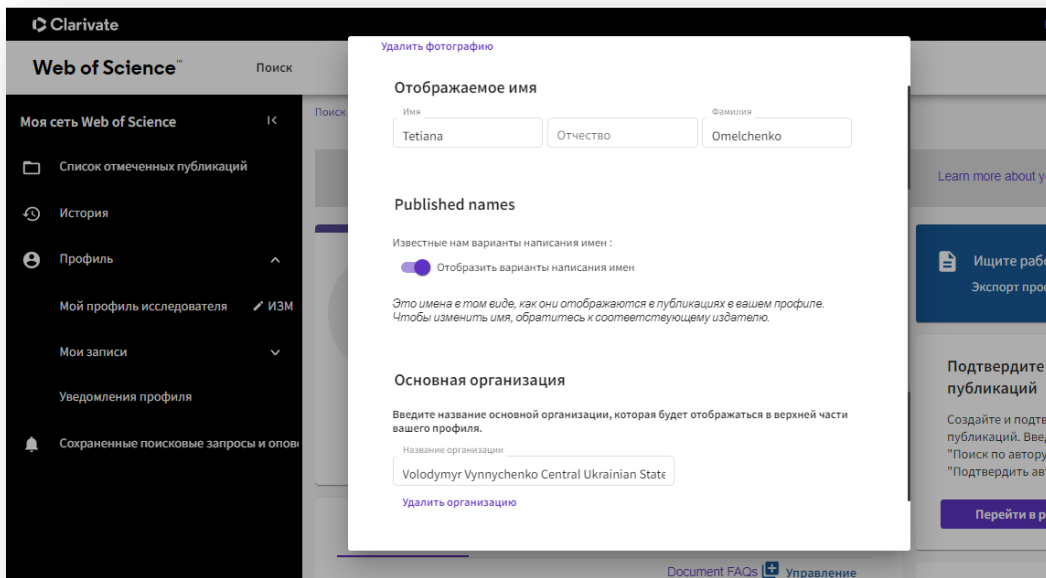 Clarivate
Web of Science™
Поиск
Моя сеть Web of Science
Список отмеченных публикаций
История
Профиль
Мой профиль исследователя
ИЗМ
Мои записи
Уведомления профиля
Сохраненные поисковые запросы и опов
Поиск
Удалить фотографию
Отображаемое имя
Имя
Tetiana
Отчество
Фамилия
Omelchenko
Published names
Известные нам варианты написания имен :
Отобразить варианты написания имен
Это имена в том виде, как они отображаются в публикациях в вашем профиле.
Чтобы изменить имя, обратитесь к соответствующему издателю.
Основная организация
Введите название основной организации, которая будет отображаться в верхней части
вашего профиля.
Название организации
Volodymyr Vynnychenko Central Ukrainian State
Удалить организацию
Learn more about y
Ищите рабо
Экспорт про
Подтвердите
публикаций
Создайте и подтв
публикаций. Вве
"Поиск по автору
"Подтвердить ав
Перейти в р
Document FAQs
Управление